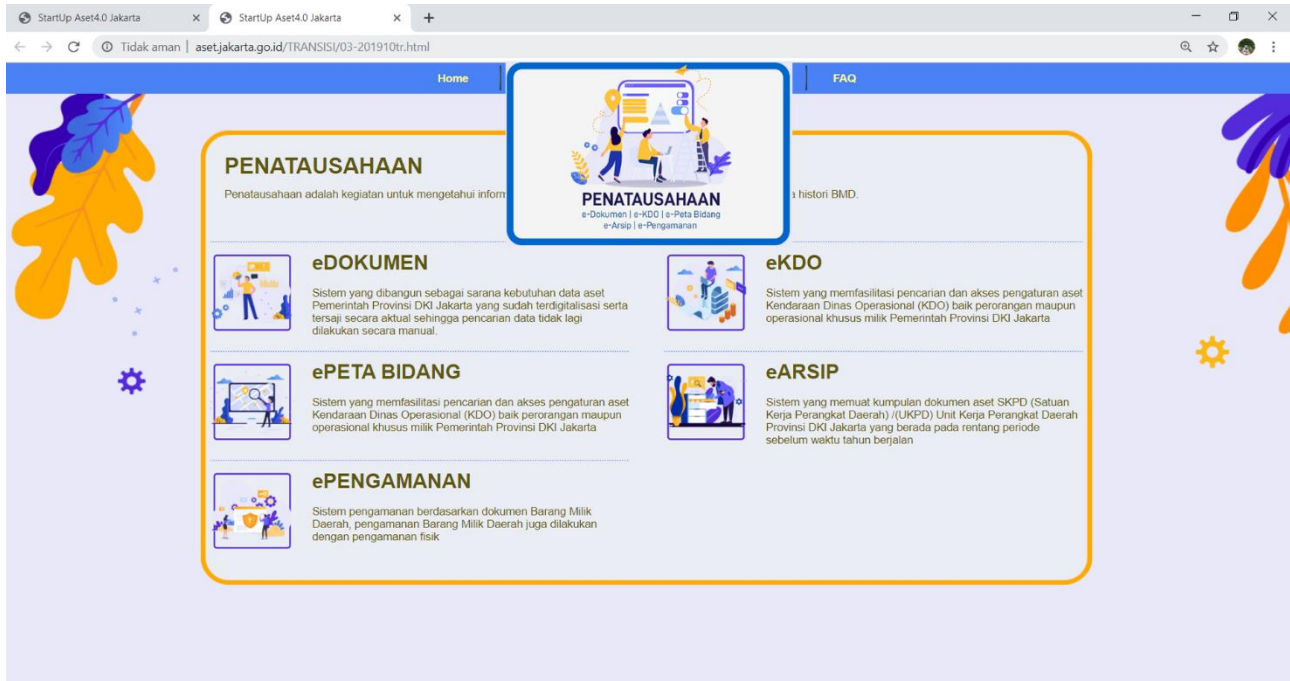 StartUp Aset4.0 Jakarta
StartUp Aset4.0 Jakarta
Tidak aman | aset.jakarta.go.id/TRANSISI/03-201910tr.html
Home
FAQ
PENATAUSAHAAN
e-Dokumen | e-KDO | e-Peta Bidang
e-Arsip | e-Pengamanan
PENATAUSAHAAN
Penatausahaan adalah kegiatan untuk mengetahui inform
histori BMD.
eDOKUMEN
Sistem yang dibangun sebagai sarana kebutuhan data aset
Pemerintah Provinsi DKI Jakarta yang sudah terdigitalisasi serta
tersaji secara aktual sehingga pencarian data tidak lagi
dilakukan secara manual.
eKDO
Sistem yang memfasilitasi pencarian dan akses pengaturan aset
Kendaraan Dinas Operasional (KDO) baik perorangan maupun
operasional khusus milik Pemerintah Provinsi DKI Jakarta
ePETA BIDANG
Sistem yang memfasilitasi pencarian dan akses pengaturan aset
Kendaraan Dinas Operasional (KDO) baik perorangan maupun
operasional khusus milik Pemerintah Provinsi DKI Jakarta
eARSIP
Sistem yang memuat kumpulan dokumen aset SKPD (Satuan
Kerja Perangkat Daerah) /(UKPD) Unit Kerja Perangkat Daerah
Provinsi DKI Jakarta yang berada pada rentang periode
sebelum waktu tahun berjalan
ePENGAMANAN
Sistem pengamanan berdasarkan dokumen Barang Milik
Daerah, pengamanan Barang Milik Daerah juga dilakukan
dengan pengamanan fisik